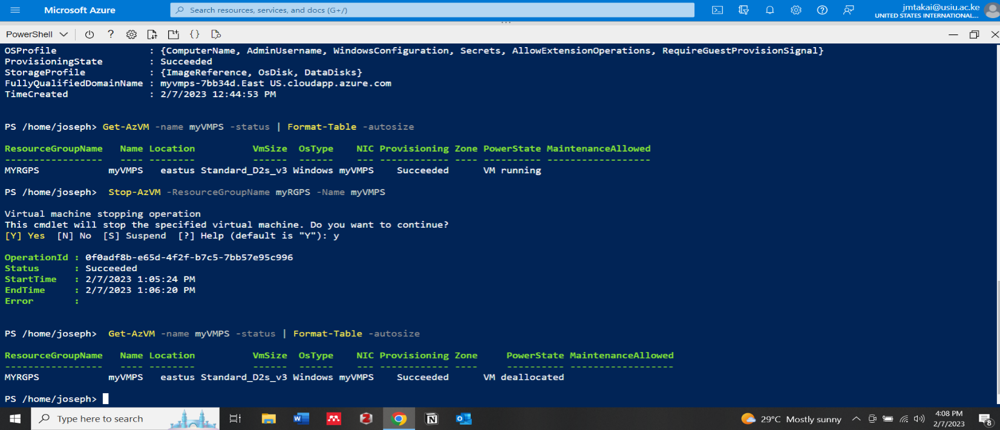 Microsoft Azure
Search resources, services, and docs (G+/)
jmtakai@usiu.ac.ke
UNITED STATES INTERNATIONAL...
PowerShell
OSProfile : {ComputerName, AdminUsername, WindowsConfiguration, Secrets, AllowExtensionOperations, RequireGuestProvisionSignal}
ProvisioningState : Succeeded
StorageProfile : {ImageReference, OsDisk, DataDisks}
FullyQualifiedDomainName : myvmps-7bb34d.East US.cloudapp.azure.com
TimeCreated : 2/7/2023 12:44:53 PM
PS /home/joseph> Get-AzVM -name myVMPS -status | Format-Table -autosize
ResourceGroupName Name Location VmSize OsType NIC Provisioning Zone PowerState MaintenanceAllowed
----------------- ---- -------- ------ ------ --- ------------ ---- ---------- ------------------
MYRGPS myVMPS eastus Standard_D2s_v3 Windows myVMPS Succeeded VM running
PS /home/joseph> Stop-AzVM -ResourceGroupName myRGPS -Name myVMPS
Virtual machine stopping operation
This cmdlet will stop the specified virtual machine. Do you want to continue?
[Y] Yes [N] No [S] Suspend [?] Help (default is "Y"): y
OperationId : 0f0adf8b-e65d-4f2f-b7c5-7bb57e95c996
Status : Succeeded
StartTime : 2/7/2023 1:05:24 PM
EndTime : 2/7/2023 1:06:20 PM
Error :
PS /home/joseph> Get-AzVM -name myVMPS -status | Format-Table -autosize
ResourceGroupName Name Location VmSize OsType NIC Provisioning Zone PowerState MaintenanceAllowed
----------------- ---- -------- ------ ------ --- ------------ ---- ---------- ------------------
MYRGPS myVMPS eastus Standard_D2s_v3 Windows myVMPS Succeeded VM deallocated
PS /home/joseph>
Type here to search
29°C Mostly sunny
4:08 PM
2/7/2023
8